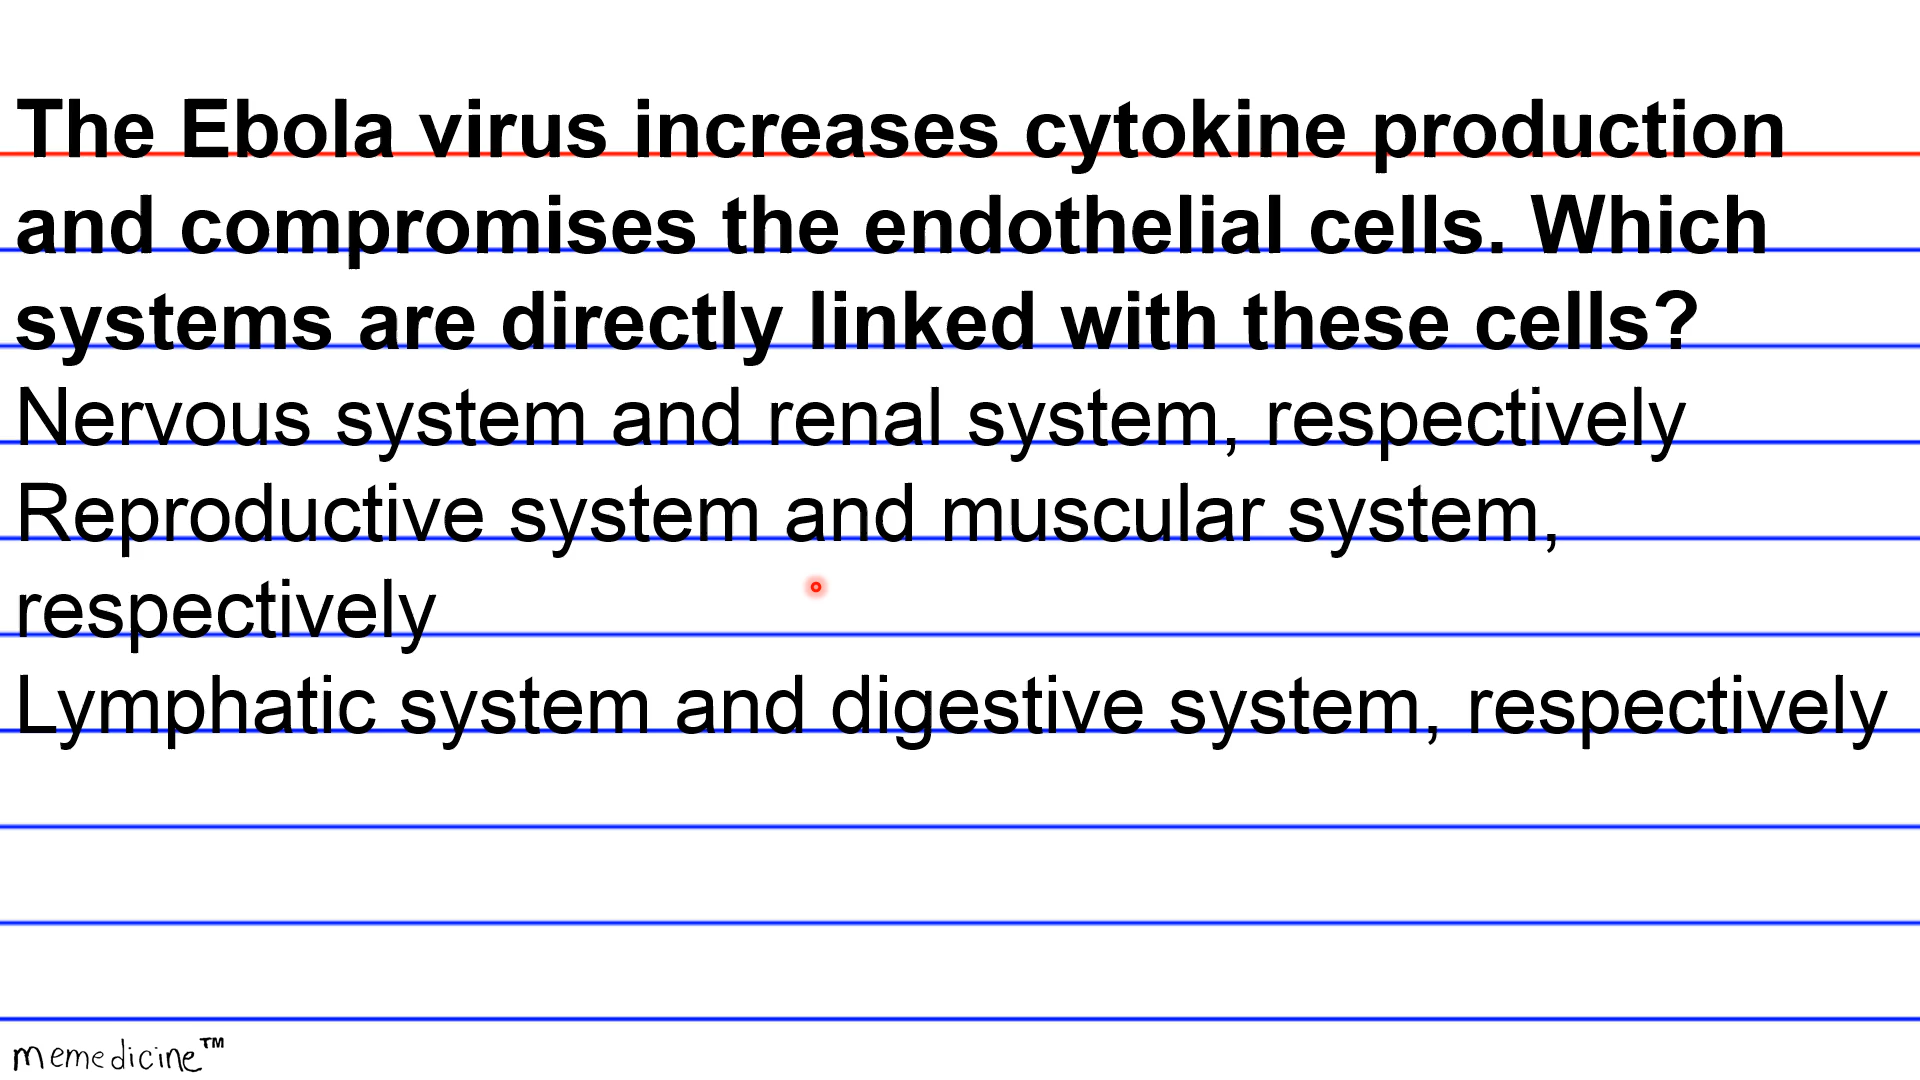 The Ebola virus increases cytokine production
and compromises the endothelial cells. Which
systems are directly linked with these cells?
Nervous system and renal system, respectively
Reproductive system and muscular system,
respectively
Lymphatic system and digestive system, respectively
memedicine™